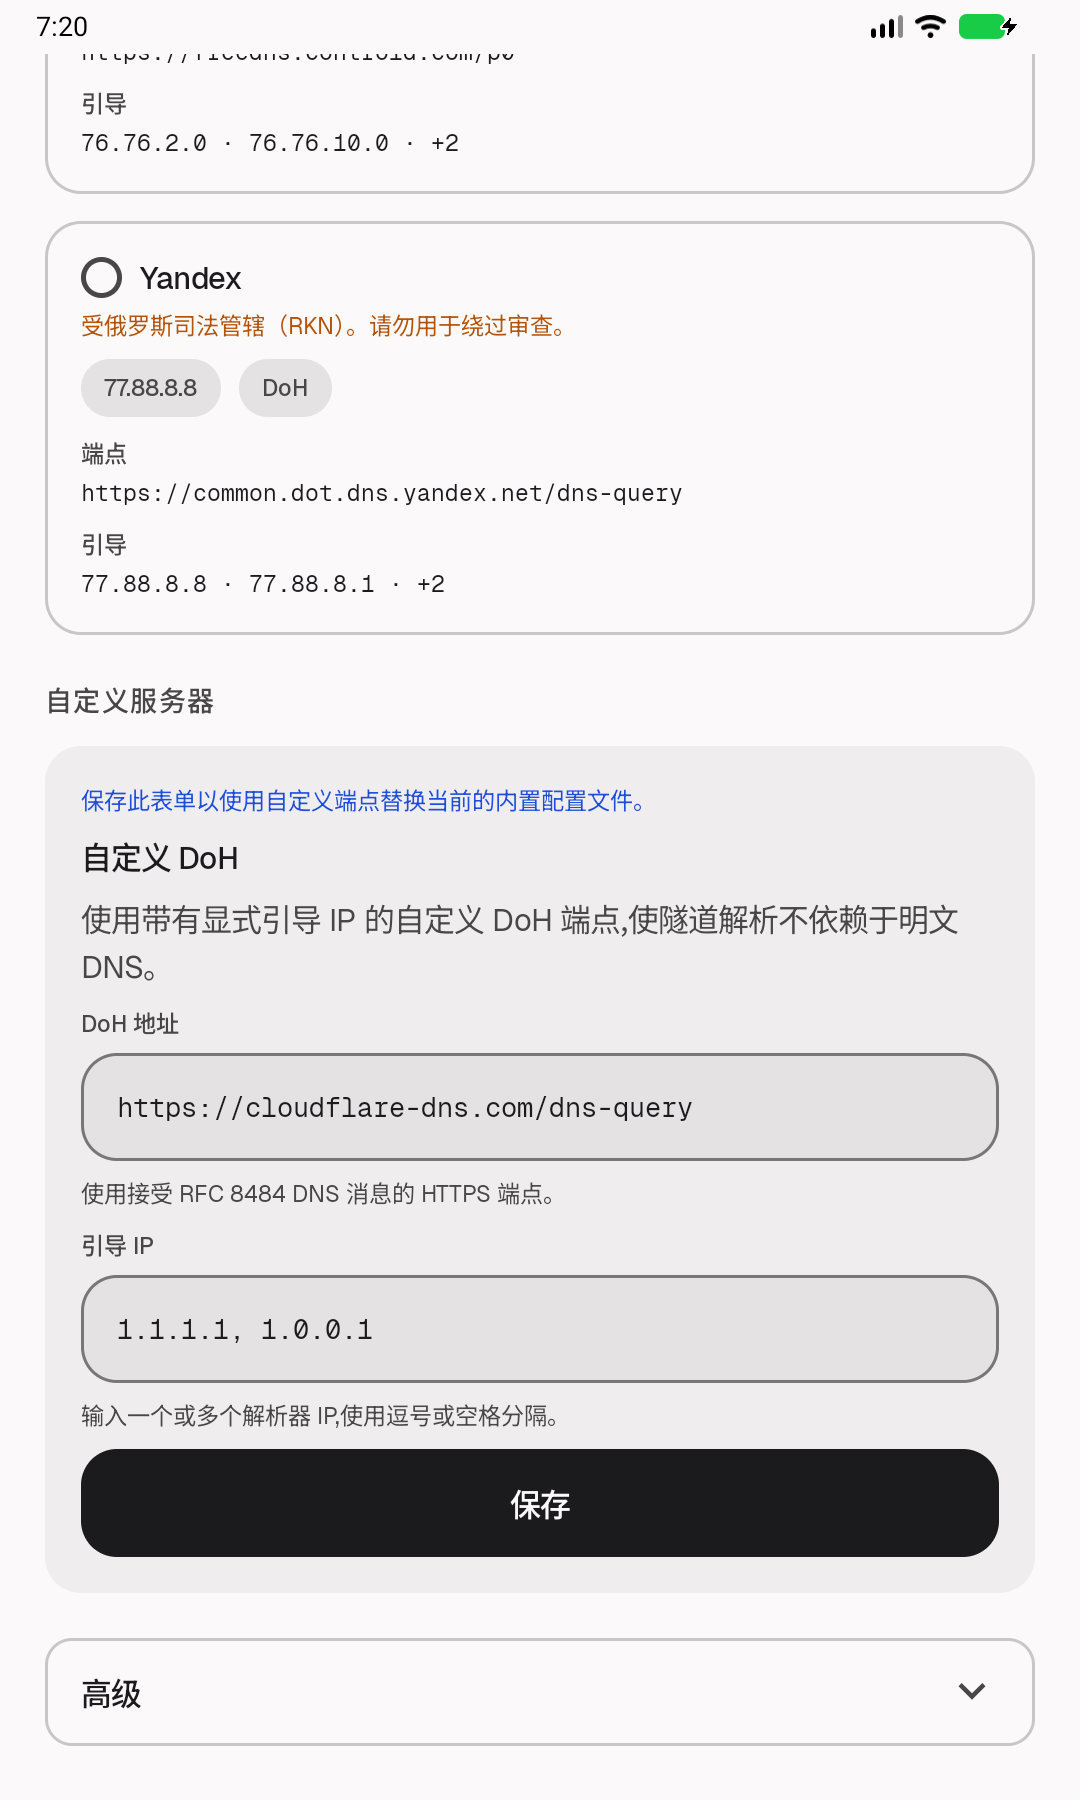 7:20
引导
76.76.2.0 · 76.76.10.0 · +2
Yandex
受俄罗斯司法管辖（RKN）。请勿用于绕过审查。
77.88.8.8
DoH
端点
https://common.dot.dns.yandex.net/dns-query
引导
77.88.8.8 · 77.88.8.1 · +2
自定义服务器
保存此表单以使用自定义端点替换当前的内置配置文件。
自定义 DoH
使用带有显式引导 IP 的自定义 DoH 端点,使隧道解析不依赖于明文
DNS。
DoH 地址
https://cloudflare-dns.com/dns-query
使用接受 RFC 8484 DNS 消息的 HTTPS 端点。
引导 IP
1.1.1.1, 1.0.0.1
输入一个或多个解析器 IP,使用逗号或空格分隔。
保存
高级